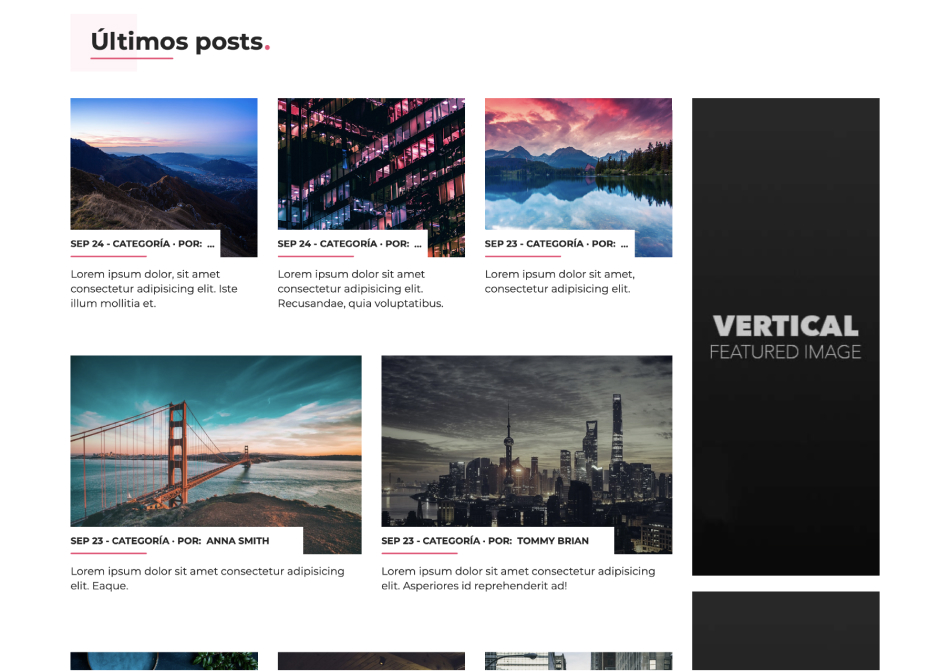 Últimos posts.
SEP 24 - CATEGORÍA · POR: ...
Lorem ipsum dolor, sit amet
consectetur adipisicing elit. Iste
illum mollitia et.
SEP 24 - CATEGORÍA · POR: ...
Lorem ipsum dolor sit amet
consectetur adipisicing elit.
Recusandae, quia voluptatibus.
SEP 23 - CATEGORÍA · POR: ...
Lorem ipsum dolor sit amet,
consectetur adipisicing elit.
VERTICAL
FEATURED IMAGE
SEP 23 - CATEGORÍA · POR: ANNA SMITH
Lorem ipsum dolor sit amet consectetur adipisicing
elit. Eaque.
SEP 23 - CATEGORÍA · POR: TOMMY BRIAN
Lorem ipsum dolor sit amet consectetur adipisicing
elit. Asperiores id reprehenderit ad!